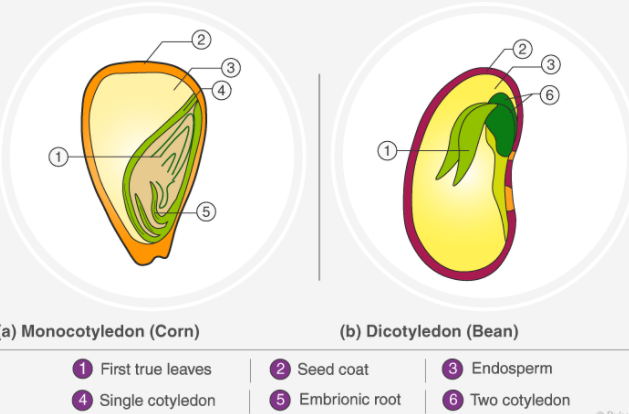 2
3
4
1
5
2
3
6
1
(a) Monocotyledon (Corn)
(b) Dicotyledon (Bean)
1 First true leaves
2 Seed coat
3 Endosperm
4 Single cotyledon
5 Embrionic root
6 Two cotyledon